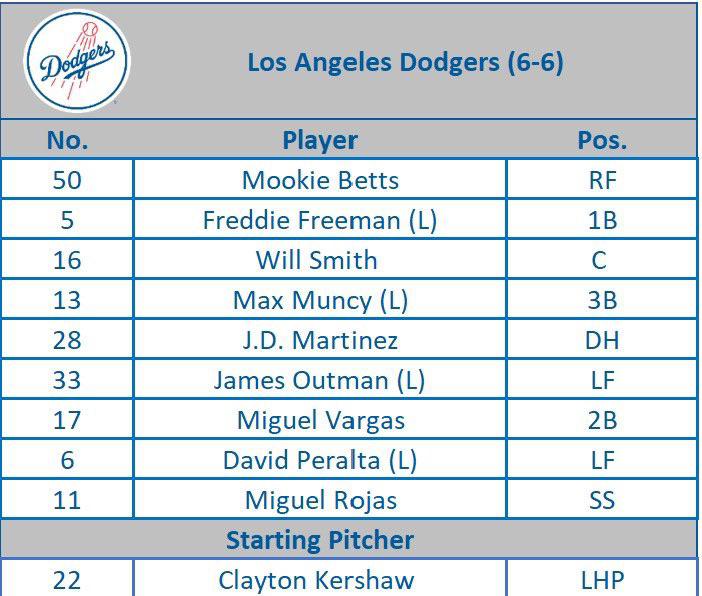 Dodgers
Los Angeles Dodgers (6-6)
No. Player Pos.
50 Mookie Betts RF
5 Freddie Freeman (L) 1B
16 Will Smith C
13 Max Muncy (L) 3B
28 J.D. Martinez DH
33 James Outman (L) LF
17 Miguel Vargas 2B
6 David Peralta (L) LF
11 Miguel Rojas SS
Starting Pitcher
22 Clayton Kershaw LHP